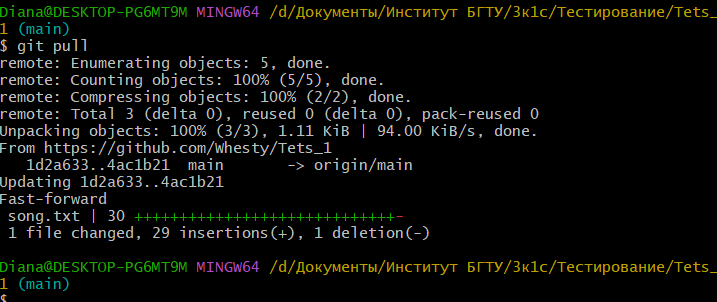 Diana@DESKTOP-PG6MT9M MINGW64 /d/Документы/Институт БГТУ/3к1с/Тестирование/Tets_
1 (main)
$ git pull
remote: Enumerating objects: 5, done.
remote: Counting objects: 100% (5/5), done.
remote: Compressing objects: 100% (2/2), done.
remote: Total 3 (delta 0), reused 0 (delta 0), pack-reused 0
Unpacking objects: 100% (3/3), 1.11 KiB | 94.00 KiB/s, done.
From https://github.com/Whesty/Tets_1
   1d2a633..4ac1b21  main       -> origin/main
Updating 1d2a633..4ac1b21
Fast-forward
 song.txt | 30 +++++++++++++++++++++++++++++-
 1 file changed, 29 insertions(+), 1 deletion(-)
Diana@DESKTOP-PG6MT9M MINGW64 /d/Документы/Институт БГТУ/3к1с/Тестирование/Tets_
1 (main)
$